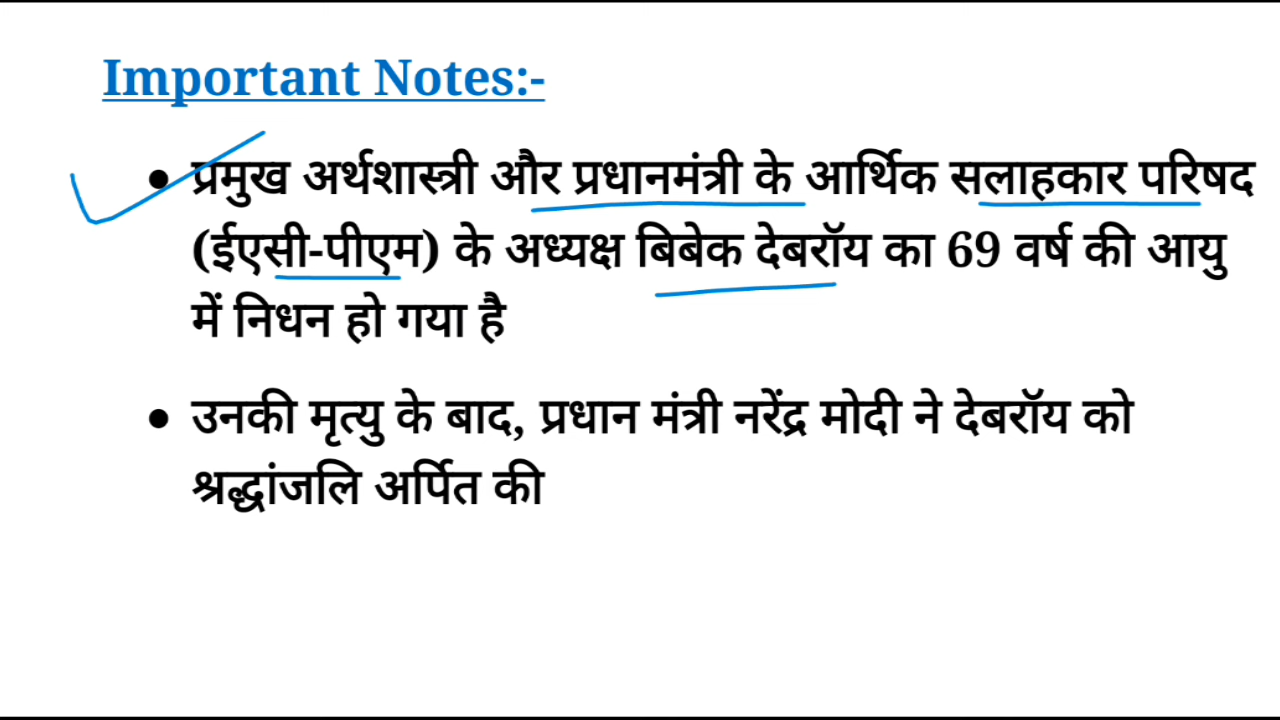 Important Notes:-
• प्रमुख अर्थशास्त्री और प्रधानमंत्री के आर्थिक सलाहकार परिषद
(ईएसी-पीएम) के अध्यक्ष बिबेक देबरॉय का 69 वर्ष की आयु
में निधन हो गया है
• उनकी मृत्यु के बाद, प्रधान मंत्री नरेंद्र मोदी ने देबरॉय को
श्रद्धांजलि अर्पित की